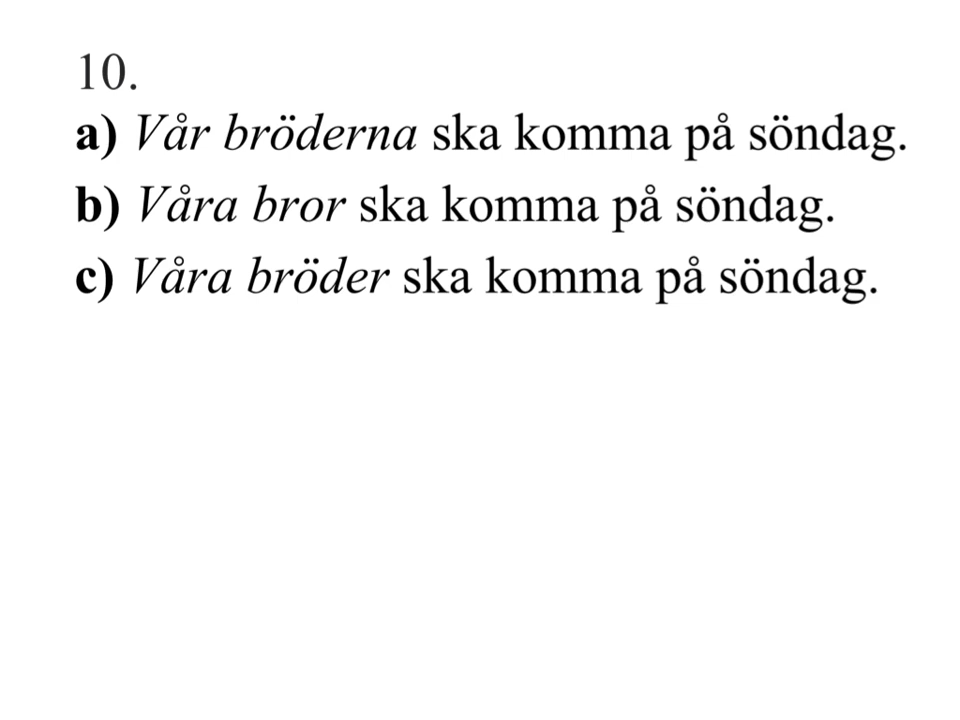 10.
a) Vår bröderna ska komma på söndag.
b) Våra bror ska komma på söndag.
c) Våra bröder ska komma på söndag.